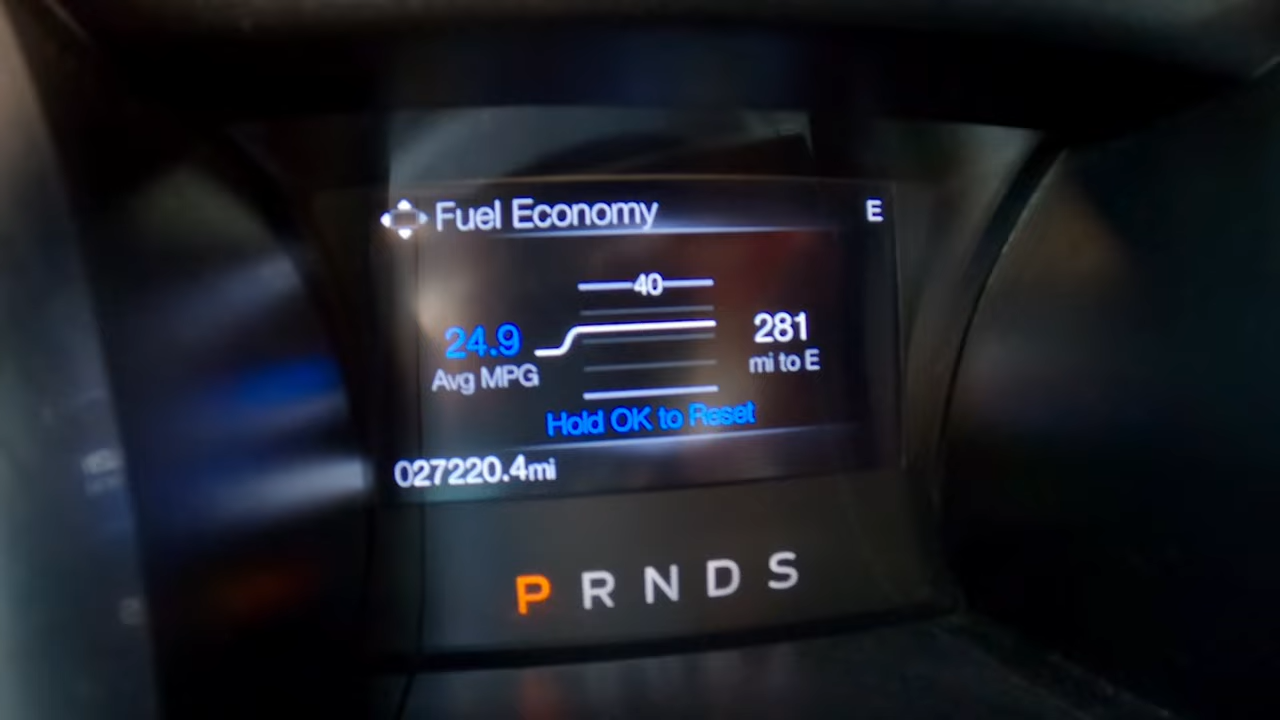 Fuel Economy E
40
24.9 281
Avg MPG mi to E
Hold OK to Reset
027220.4mi
P R N D S